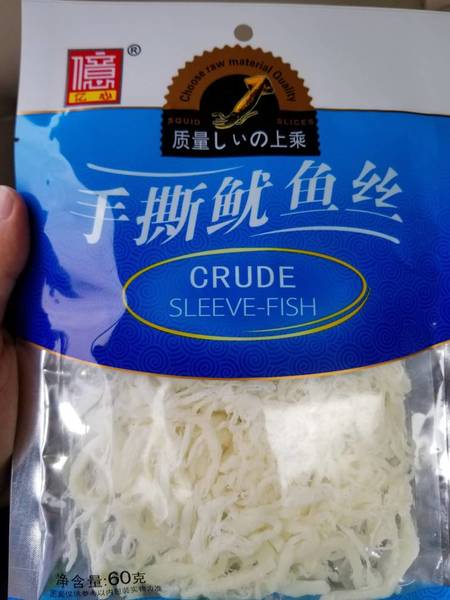 億
®
Choose raw material Quality
SQUID SLICES
质量しいの上乘
手撕鱿鱼丝
CRUDE
SLEEVE-FISH
净含量:60克